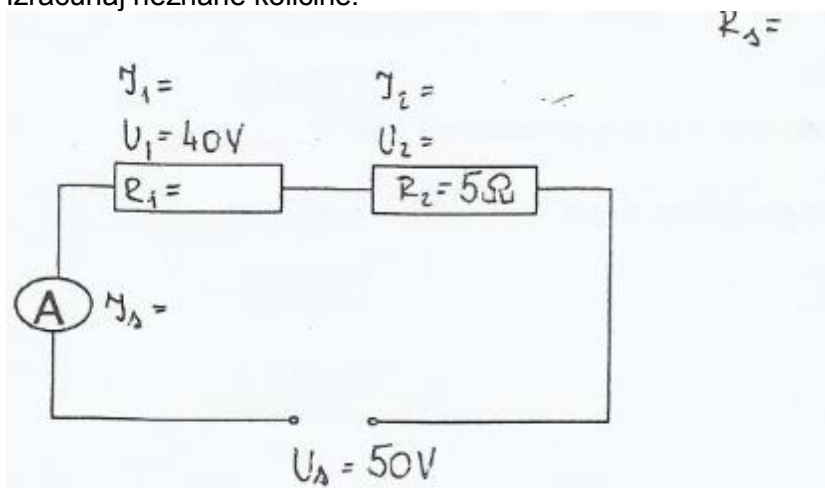 izračunaj neznane količine.
R_s=
I_1=
I_2=
U_1=40V
U_2=
R_1=
R_2=5Ω
A
I_s=
U_s=50V